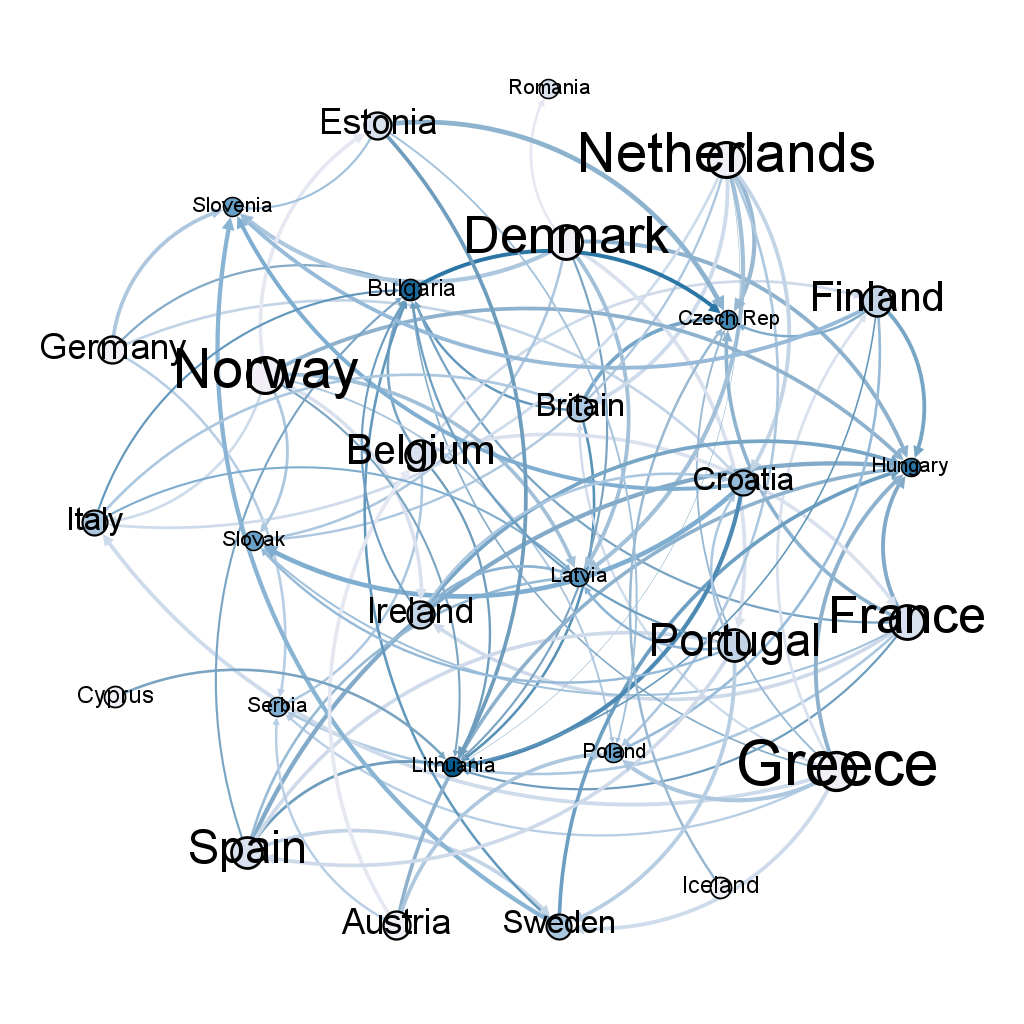 Romania
Estonia
Netherlands
Slovenia
Denmark
Bulgaria
Finland
Czech.Rep
Germany
Norway
Britain
Belgium
Hungary
Croatia
Italy
Slovak
Latvia
Ireland
France
Portugal
Cyprus
Serbia
Poland
Lithuania
Greece
Spain
Iceland
Austria
Sweden